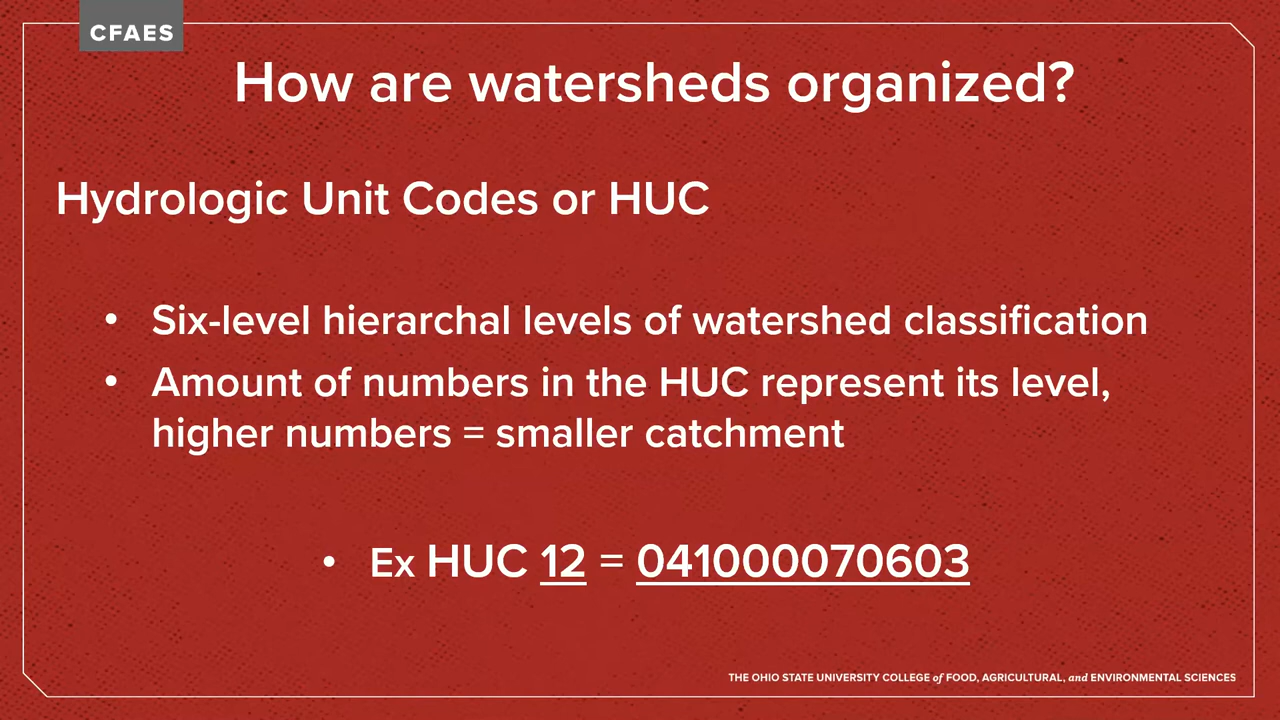 CFAES
How are watersheds organized?
Hydrologic Unit Codes or HUC
• Six-level hierarchal levels of watershed classification
• Amount of numbers in the HUC represent its level,
higher numbers = smaller catchment
• Ex HUC 12 = 041000070603
THE OHIO STATE UNIVERSITY COLLEGE of FOOD, AGRICULTURAL, and ENVIRONMENTAL SCIENCES